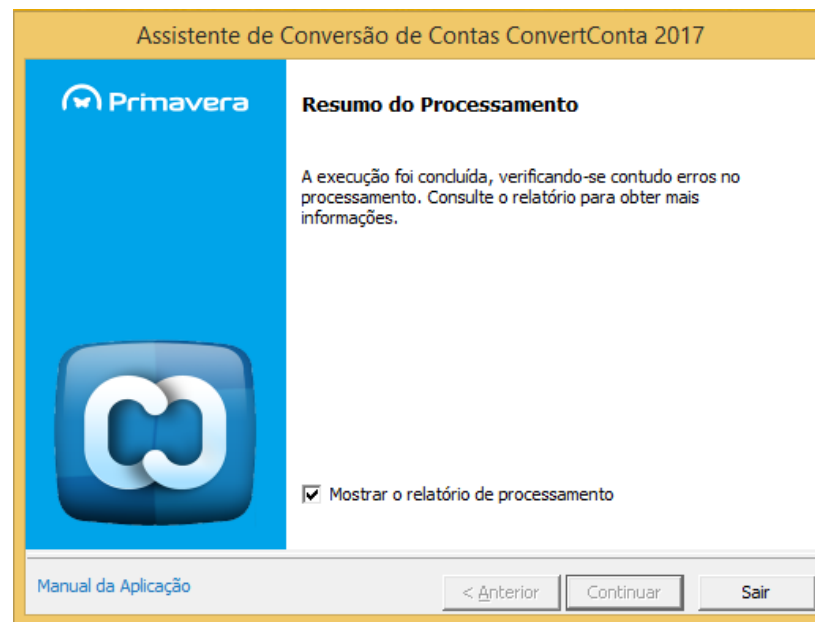 Assistente de Conversão de Contas ConvertConta 2017
Primavera
Resumo do Processamento
A execução foi concluída, verificando-se contudo erros no
processamento. Consulte o relatório para obter mais
informações.
Mostrar o relatório de processamento
Manual da Aplicação
< Anterior
Continuar
Sair